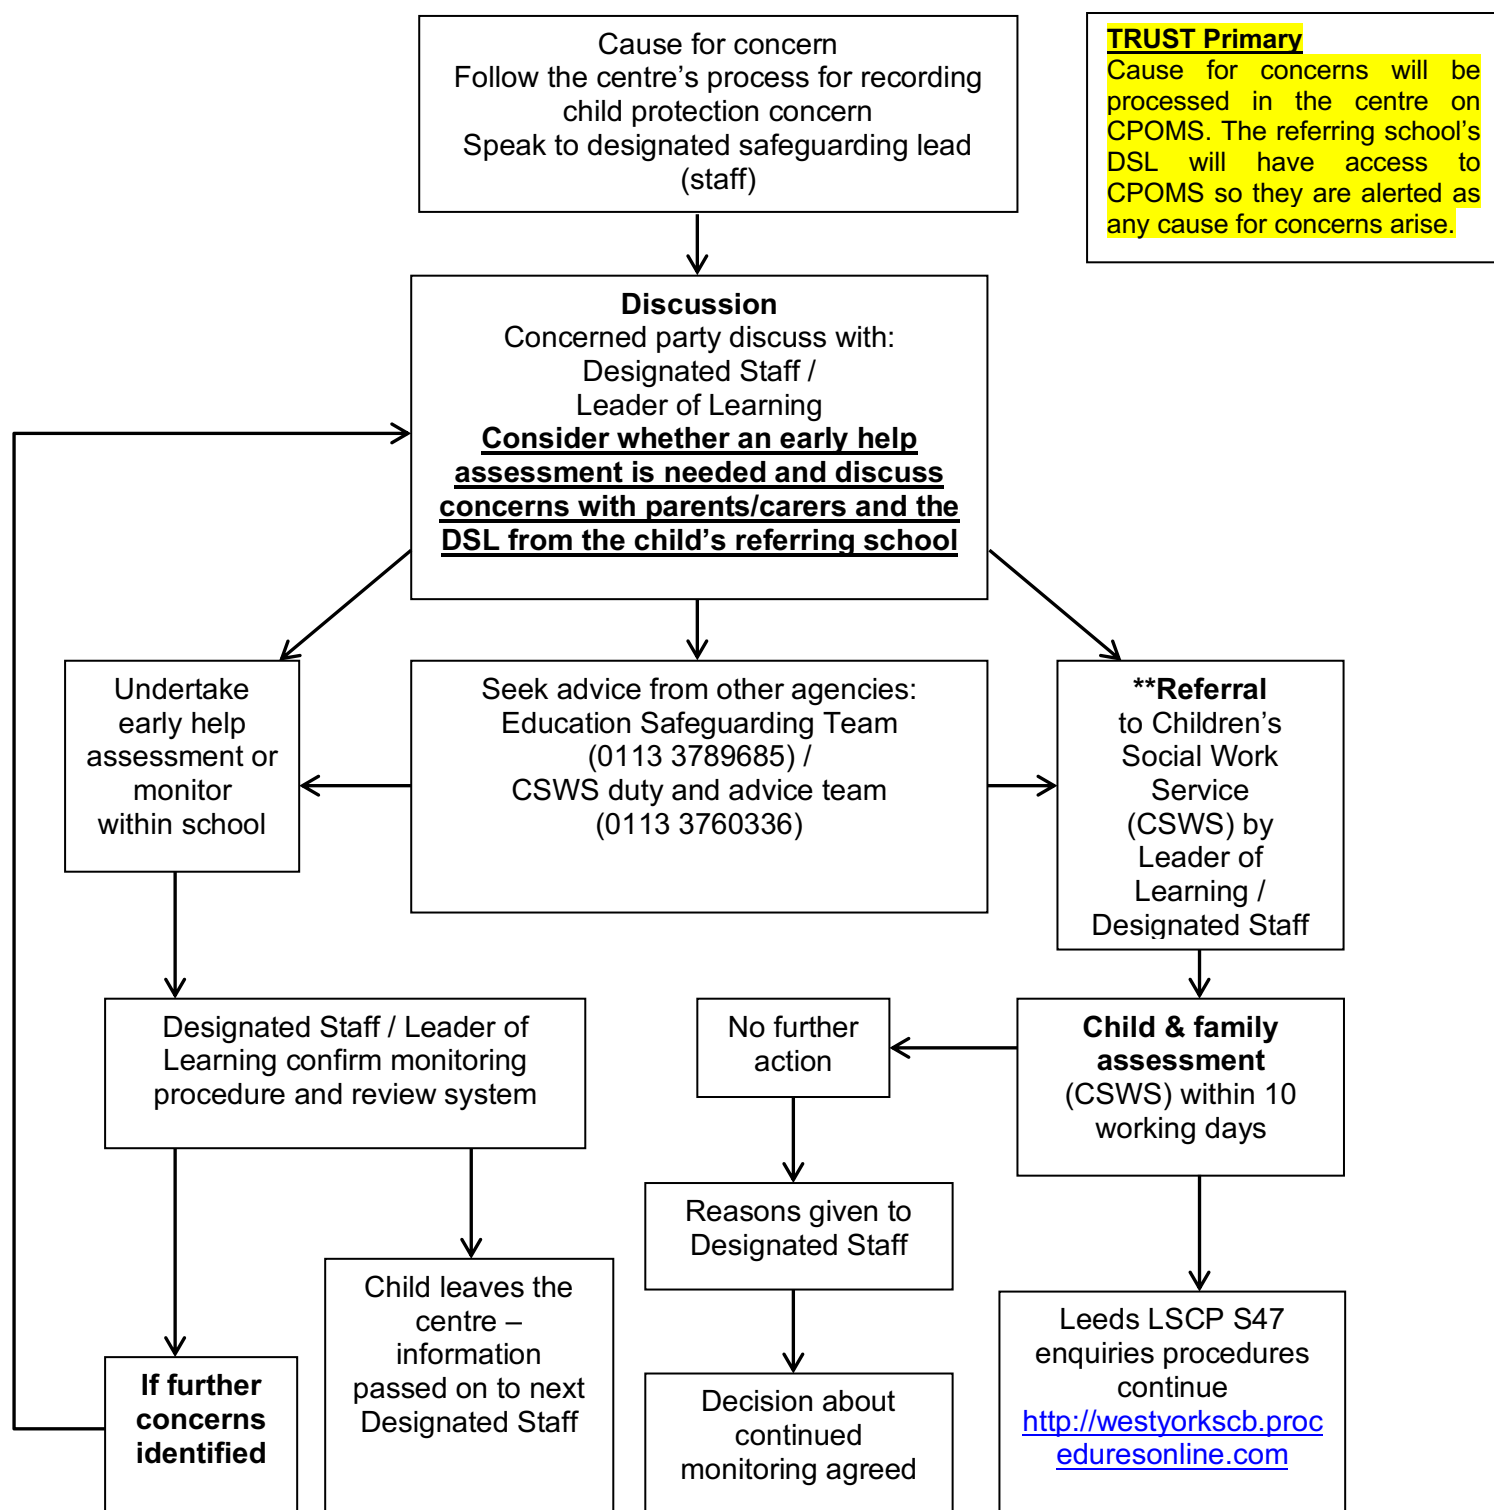 Cause for concern
Follow the centre's process for recording
child protection concern
Speak to designated safeguarding lead
(staff)
TRUST Primary
Cause for concerns will be
processed in the centre on
CPOMS. The referring school's
DSL will have access to
CPOMS so they are alerted as
any cause for concerns arise.
Discussion
Concerned party discuss with:
Designated Staff /
Leader of Learning
Consider whether an early help
assessment is needed and discuss
concerns with parents/carers and the
DSL from the child's referring school
Undertake
early help
assessment or
monitor
within school
Seek advice from other agencies:
Education Safeguarding Team
(0113 3789685) /
CSWS duty and advice team
(0113 3760336)
**Referral
to Children's
Social Work
Service
(CSWS) by
Leader of
Learning /
Designated Staff
Designated Staff / Leader of
Learning confirm monitoring
procedure and review system
No further
action
Child & family
assessment
(CSWS) within 10
working days
Reasons given to
Designated Staff
If further
concerns
identified
Child leaves the
centre –
information
passed on to next
Designated Staff
Decision about
continued
monitoring agreed
Leeds LSCP S47
enquiries procedures
continue
http://westyorkscb.proc
eduresonline.com